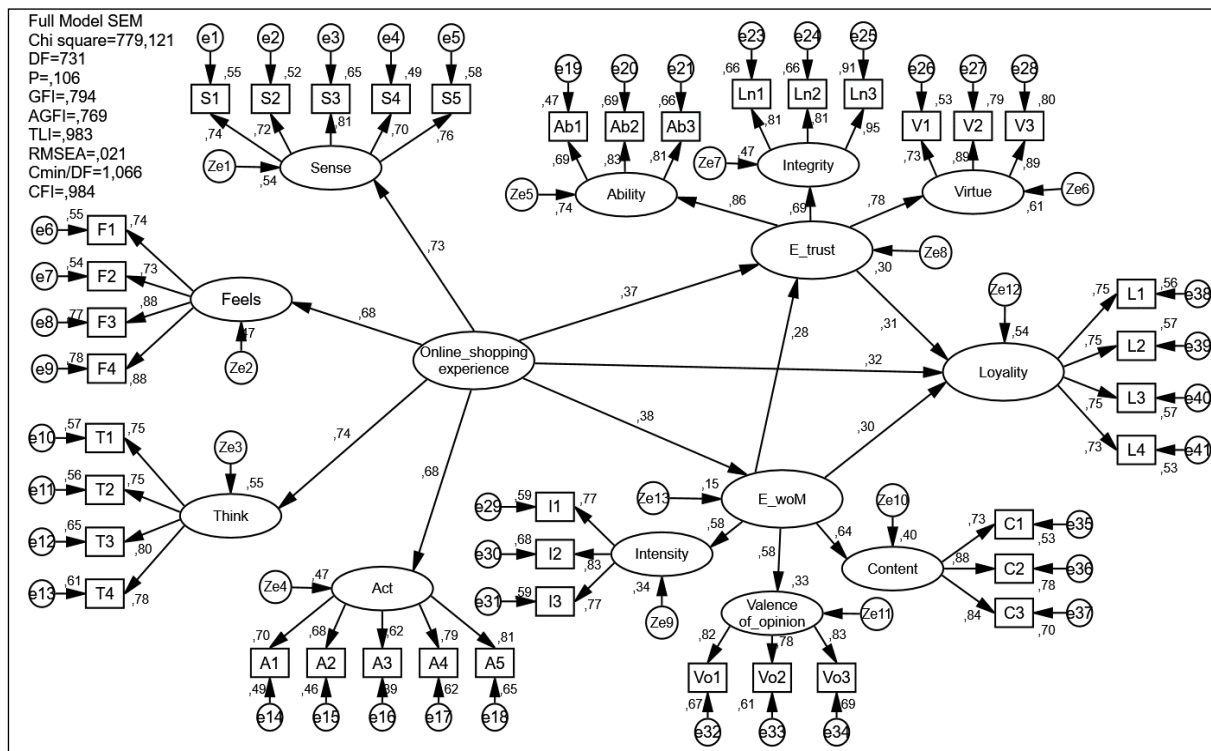 Full Model SEM
Chi square=779,121
DF=731
P=,106
GFI=,794
AGFI=,769
TLI=,983
RMSEA=,021
Cmin/DF=1,066
CFI=,984
e1 e2 e3 e4 e5
,55 ,52 ,65 ,49 ,58
S1 S2 S3 S4 S5
,74 ,72 ,81 ,70 ,76
Ze1 ,54 Sense
e19 e20 e21
,47 ,69 ,66
Ab1 Ab2 Ab3
,69 ,83 ,81
Ze5 ,74 Ability
e23 e24 e25
,66 ,66 ,91
Ln1 Ln2 Ln3
,81 ,81 ,95
Ze7 ,47 Integrity
e26 e27 e28
,53 ,79 ,80
V1 V2 V3
,73 ,89 ,89
Virtue ,61 Ze6
,86 ,69 ,78
E_trust ,30 Ze8
e6 ,55 F1 ,74
e7 ,54 F2 ,73
e8 ,77 F3 ,88
e9 ,78 F4 ,88
Feels
,47
Ze2
,73
,68
,37
,28
,31
Online_shopping
experience
,32
,38
,30
,74
,68
Ze12
,54
Loyality
,75 L1 ,56 e38
,75 L2 ,57 e39
,75 L3 ,57 e40
,73 L4 ,53 e41
e10 ,57 T1 ,75
e11 ,56 T2 ,75
e12 ,65 T3 ,80
e13 ,61 T4 ,78
Ze3
,55
Think
Ze13 ,15 E_woM
,58 ,58 ,64
e29 ,59 I1 ,77
e30 ,68 I2 ,83
e31 ,59 I3 ,77
Intensity
,34
Ze9
Ze10
,40
Content
,73 C1 ,53 e35
,88 C2 ,78 e36
,84 C3 ,70 e37
Ze4 ,47 Act
,70 ,68 ,62 ,79 ,81
A1 A2 A3 A4 A5
,49 ,46 ,39 ,62 ,65
e14 e15 e16 e17 e18
,33
Valence
of_opinion
Ze11
,82 ,78 ,83
Vo1 Vo2 Vo3
,67 ,61 ,69
e32 e33 e34